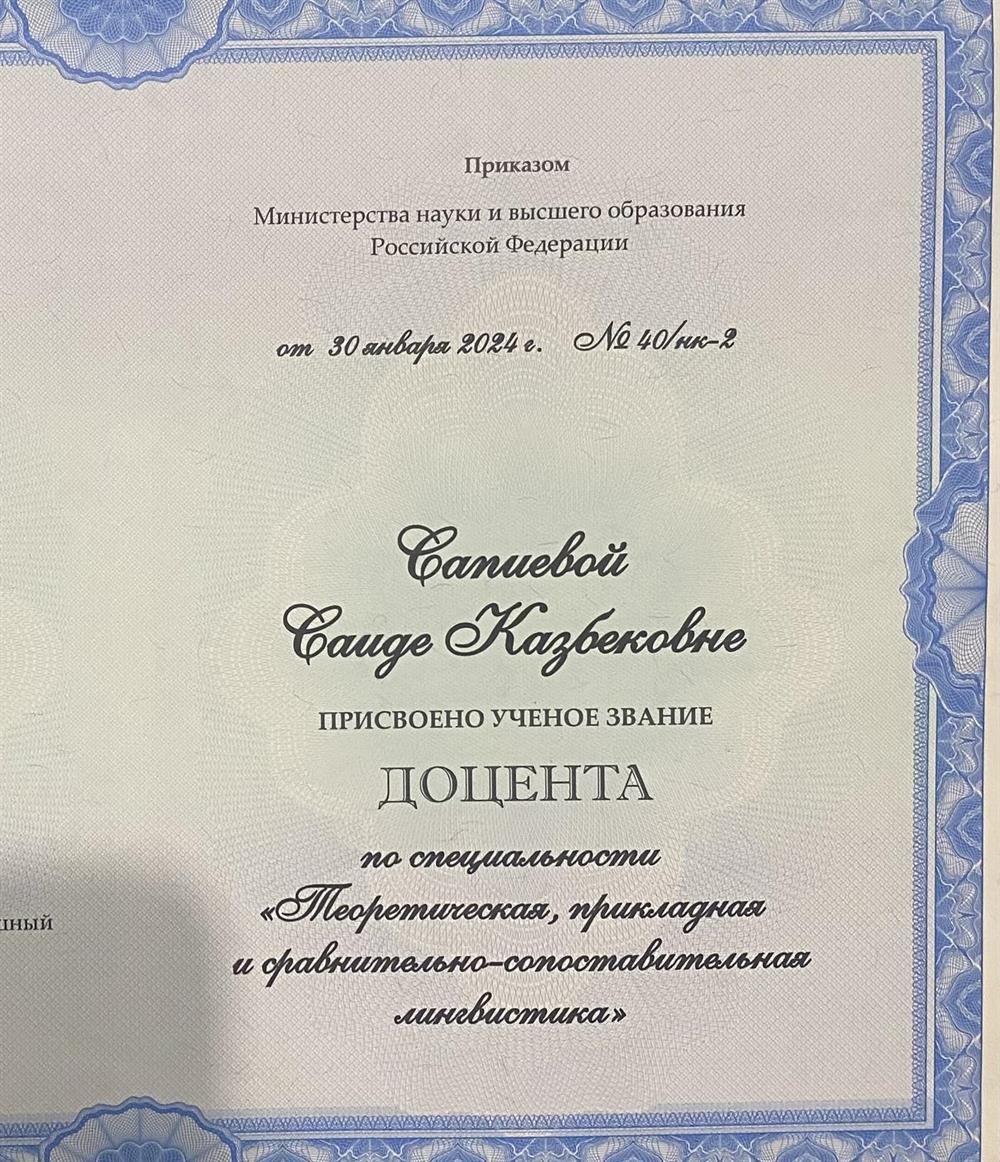 Приказом
Министерства науки и высшего образования
Российской Федерации
от 30 января 2024 г. № 40/нк-2
Сапиевой
Саиде Казбековне
ПРИСВОЕНО УЧЕНОЕ ЗВАНИЕ
ДОЦЕНТА
по специальности
«Теоретическая, прикладная
и сравнительно-сопоставительная
лингвистика»